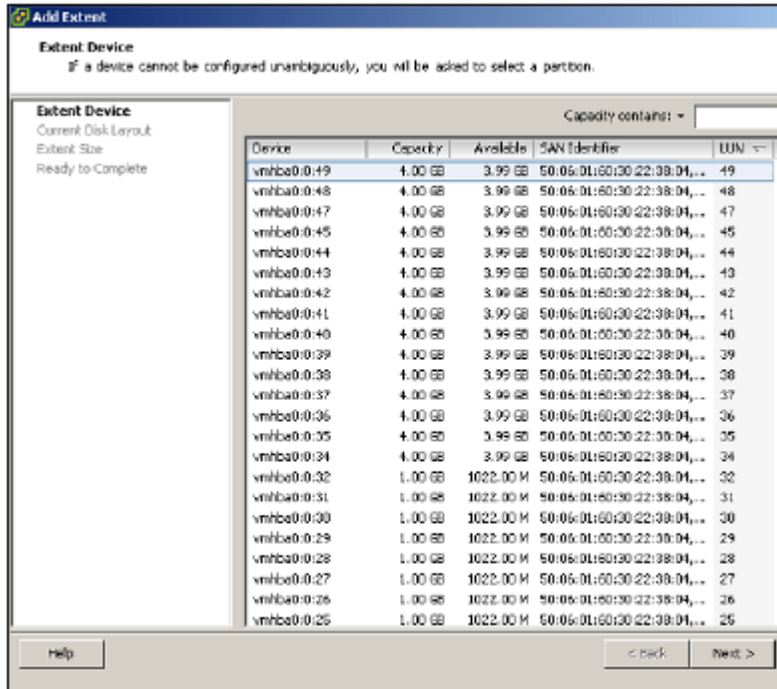 Add Extent
Extent Device
If a device cannot be configured unambiguously, you will be asked to select a partition.
Extent Device
Current Disk Layout
Extent Size
Ready to Complete
Capacity contains:
Device Capacity Available SAN Identifier LUN
vmhba0:0:49 4.00 GB 3.99 GB 50:06:01:60:30:22:38:04,... 49
vmhba0:0:48 4.00 GB 3.99 GB 50:06:01:60:30:22:38:04,... 48
vmhba0:0:47 4.00 GB 3.99 GB 50:06:01:60:30:22:38:04,... 47
vmhba0:0:45 4.00 GB 3.99 GB 50:06:01:60:30:22:38:04,... 45
vmhba0:0:44 4.00 GB 3.99 GB 50:06:01:60:30:22:38:04,... 44
vmhba0:0:43 4.00 GB 3.99 GB 50:06:01:60:30:22:38:04,... 43
vmhba0:0:42 4.00 GB 3.99 GB 50:06:01:60:30:22:38:04,... 42
vmhba0:0:41 4.00 GB 3.99 GB 50:06:01:60:30:22:38:04,... 41
vmhba0:0:40 4.00 GB 3.99 GB 50:06:01:60:30:22:38:04,... 40
vmhba0:0:39 4.00 GB 3.99 GB 50:06:01:60:30:22:38:04,... 39
vmhba0:0:38 4.00 GB 3.99 GB 50:06:01:60:30:22:38:04,... 38
vmhba0:0:37 4.00 GB 3.99 GB 50:06:01:60:30:22:38:04,... 37
vmhba0:0:36 4.00 GB 3.99 GB 50:06:01:60:30:22:38:04,... 36
vmhba0:0:35 4.00 GB 3.99 GB 50:06:01:60:30:22:38:04,... 35
vmhba0:0:34 4.00 GB 3.99 GB 50:06:01:60:30:22:38:04,... 34
vmhba0:0:32 1.00 GB 1022.00 M 50:06:01:60:30:22:38:04,... 32
vmhba0:0:31 1.00 GB 1022.00 M 50:06:01:60:30:22:38:04,... 31
vmhba0:0:30 1.00 GB 1022.00 M 50:06:01:60:30:22:38:04,... 30
vmhba0:0:29 1.00 GB 1022.00 M 50:06:01:60:30:22:38:04,... 29
vmhba0:0:28 1.00 GB 1022.00 M 50:06:01:60:30:22:38:04,... 28
vmhba0:0:27 1.00 GB 1022.00 M 50:06:01:60:30:22:38:04,... 27
vmhba0:0:26 1.00 GB 1022.00 M 50:06:01:60:30:22:38:04,... 26
vmhba0:0:25 1.00 GB 1022.00 M 50:06:01:60:30:22:38:04,... 25
Help < Back Next >